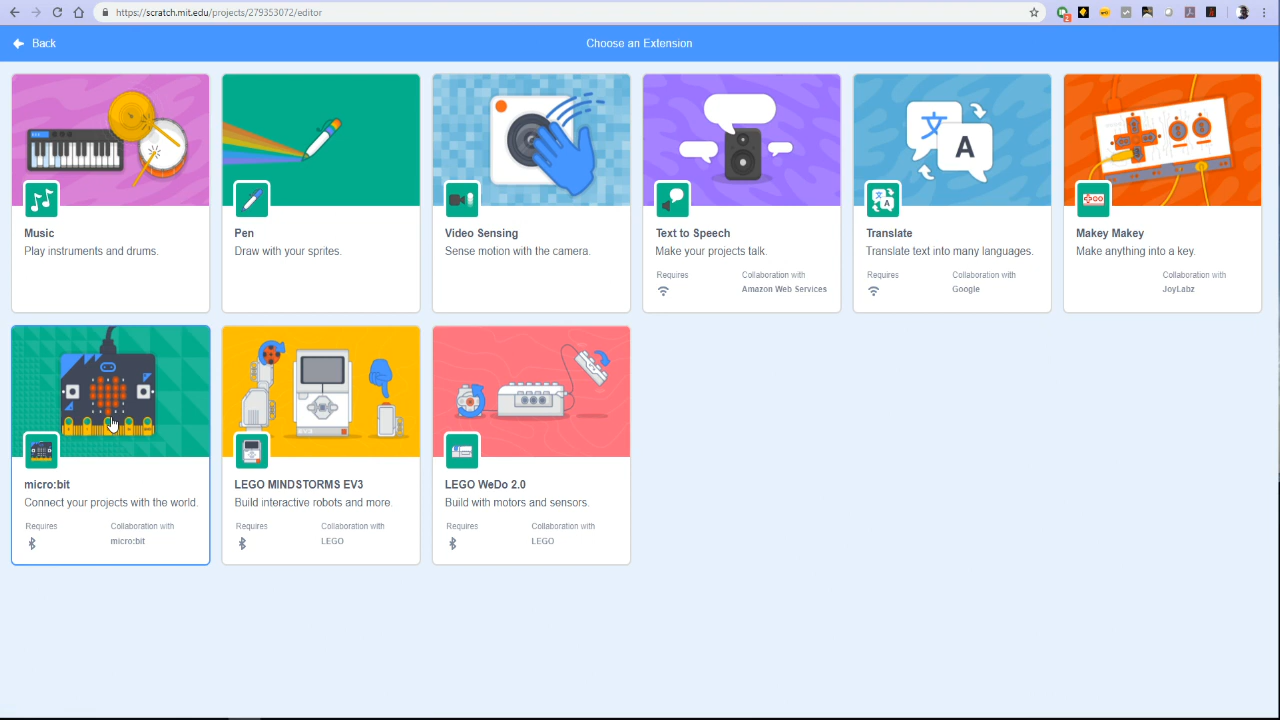 https://scratch.mit.edu/projects/279353072/editor
2
Back
Choose an Extension
文
A
A
Music
Play instruments and drums.
Pen
Draw with your sprites.
Video Sensing
Sense motion with the camera.
Text to Speech
Make your projects talk.
Requires
Collaboration with
Amazon Web Services
Translate
Translate text into many languages.
Requires
Collaboration with
Google
Makey Makey
Make anything into a key.
Collaboration with
JoyLabz
EV3
micro:bit
Connect your projects with the world.
Requires
Collaboration with
micro:bit
LEGO MINDSTORMS EV3
Build interactive robots and more.
Requires
Collaboration with
LEGO
LEGO WeDo 2.0
Build with motors and sensors.
Requires
Collaboration with
LEGO